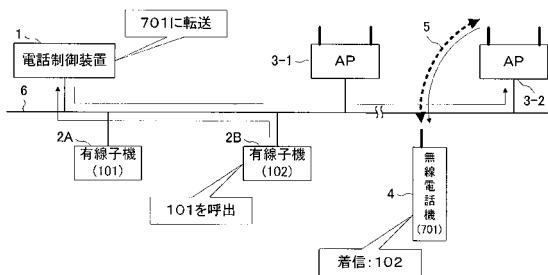 701に転送
1
電話制御装置
6
2A
有線子機
(101)
2B
有線子機
(102)
101を呼出
3-1
AP
5
AP
3-2
4
無線電話機
(701)
着信:102